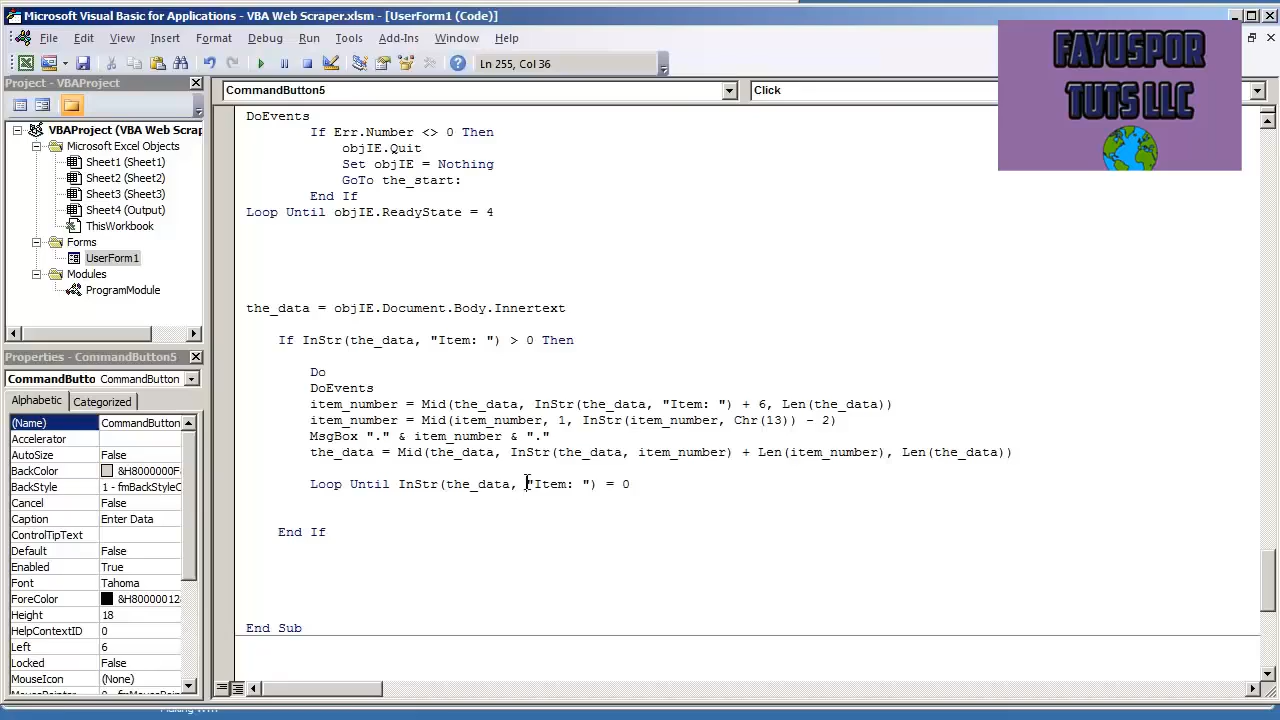 Microsoft Visual Basic for Applications - VBA Web Scraper.xlsm - [UserForm1 (Code)]
File Edit View Insert Format Debug Run Tools Add-Ins Window Help
Ln 255, Col 36
FAYUSPOR
TUTS LLC
Project - VBAProject
VBAProject (VBA Web Scrap
Microsoft Excel Objects
Sheet1 (Sheet1)
Sheet2 (Sheet2)
Sheet3 (Sheet3)
Sheet4 (Output)
ThisWorkbook
Forms
UserForm1
Modules
ProgramModule
Properties - CommandButton5
CommandButto CommandButton
Alphabetic Categorized
(Name) CommandButton
Accelerator
AutoSize False
BackColor &H8000000F
BackStyle 1 - fmBackStyleO
Cancel False
Caption Enter Data
ControlTipText
Default False
Enabled True
Font Tahoma
ForeColor &H80000012
Height 18
HelpContextID 0
Left 6
Locked False
MouseIcon (None)
MousePointer 0 - fmMousePoin
CommandButton5 Click
DoEvents
If Err.Number <> 0 Then
objIE.Quit
Set objIE = Nothing
GoTo the_start:
End If
Loop Until objIE.ReadyState = 4
the_data = objIE.Document.Body.Innertext
If InStr(the_data, "Item: ") > 0 Then
Do
DoEvents
item_number = Mid(the_data, InStr(the_data, "Item: ") + 6, Len(the_data))
item_number = Mid(item_number, 1, InStr(item_number, Chr(13)) - 2)
MsgBox "." & item_number & "."
the_data = Mid(the_data, InStr(the_data, item_number) + Len(item_number), Len(the_data))
Loop Until InStr(the_data, "Item: ") = 0
End If
End Sub